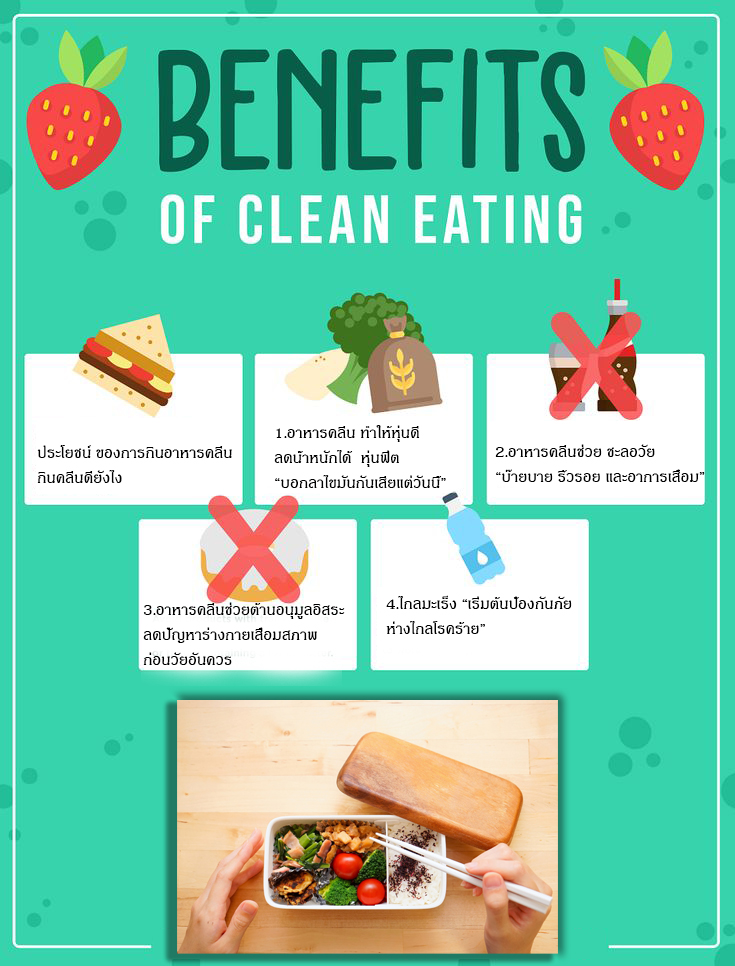 BENEFITS
OF CLEAN EATING
ประโยชน์ ของการกินอาหารคลีน
กินคลีนดียังไง
1.อาหารคลีน ทำให้หุ่นดี
ลดน้ำหนักได้ หุ่นฟิต
“บอกลาไขมันกันเสียแต่วันนี้”
2.อาหารคลีนช่วย ชะลอวัย
“บ๊ายบาย ริ้วรอย และอาการเสื่อม”
3.อาหารคลีนช่วยต้านอนุมูลอิสระ
ลดปัญหาร่างกายเสื่อมสภาพ
ก่อนวัยอันควร
4.ไกลมะเร็ง “เริ่มต้นป้องกันภัย
ห่างไกลโรคร้าย”